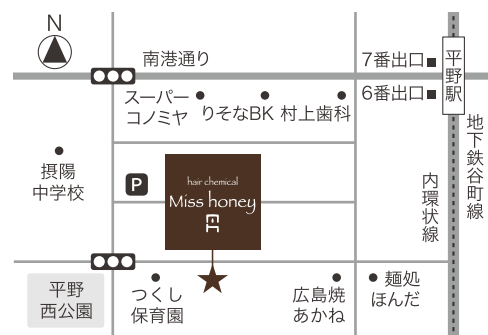 N
南港通り
7番出口
6番出口
平野駅
スーパー
コノミヤ
りそなBK
村上歯科
地下鉄谷町線
内環状線
摂陽
中学校
P
hair chemical
Miss honey
平野
西公園
つくし
保育園
広島焼
あかね
麺処
ほんだ